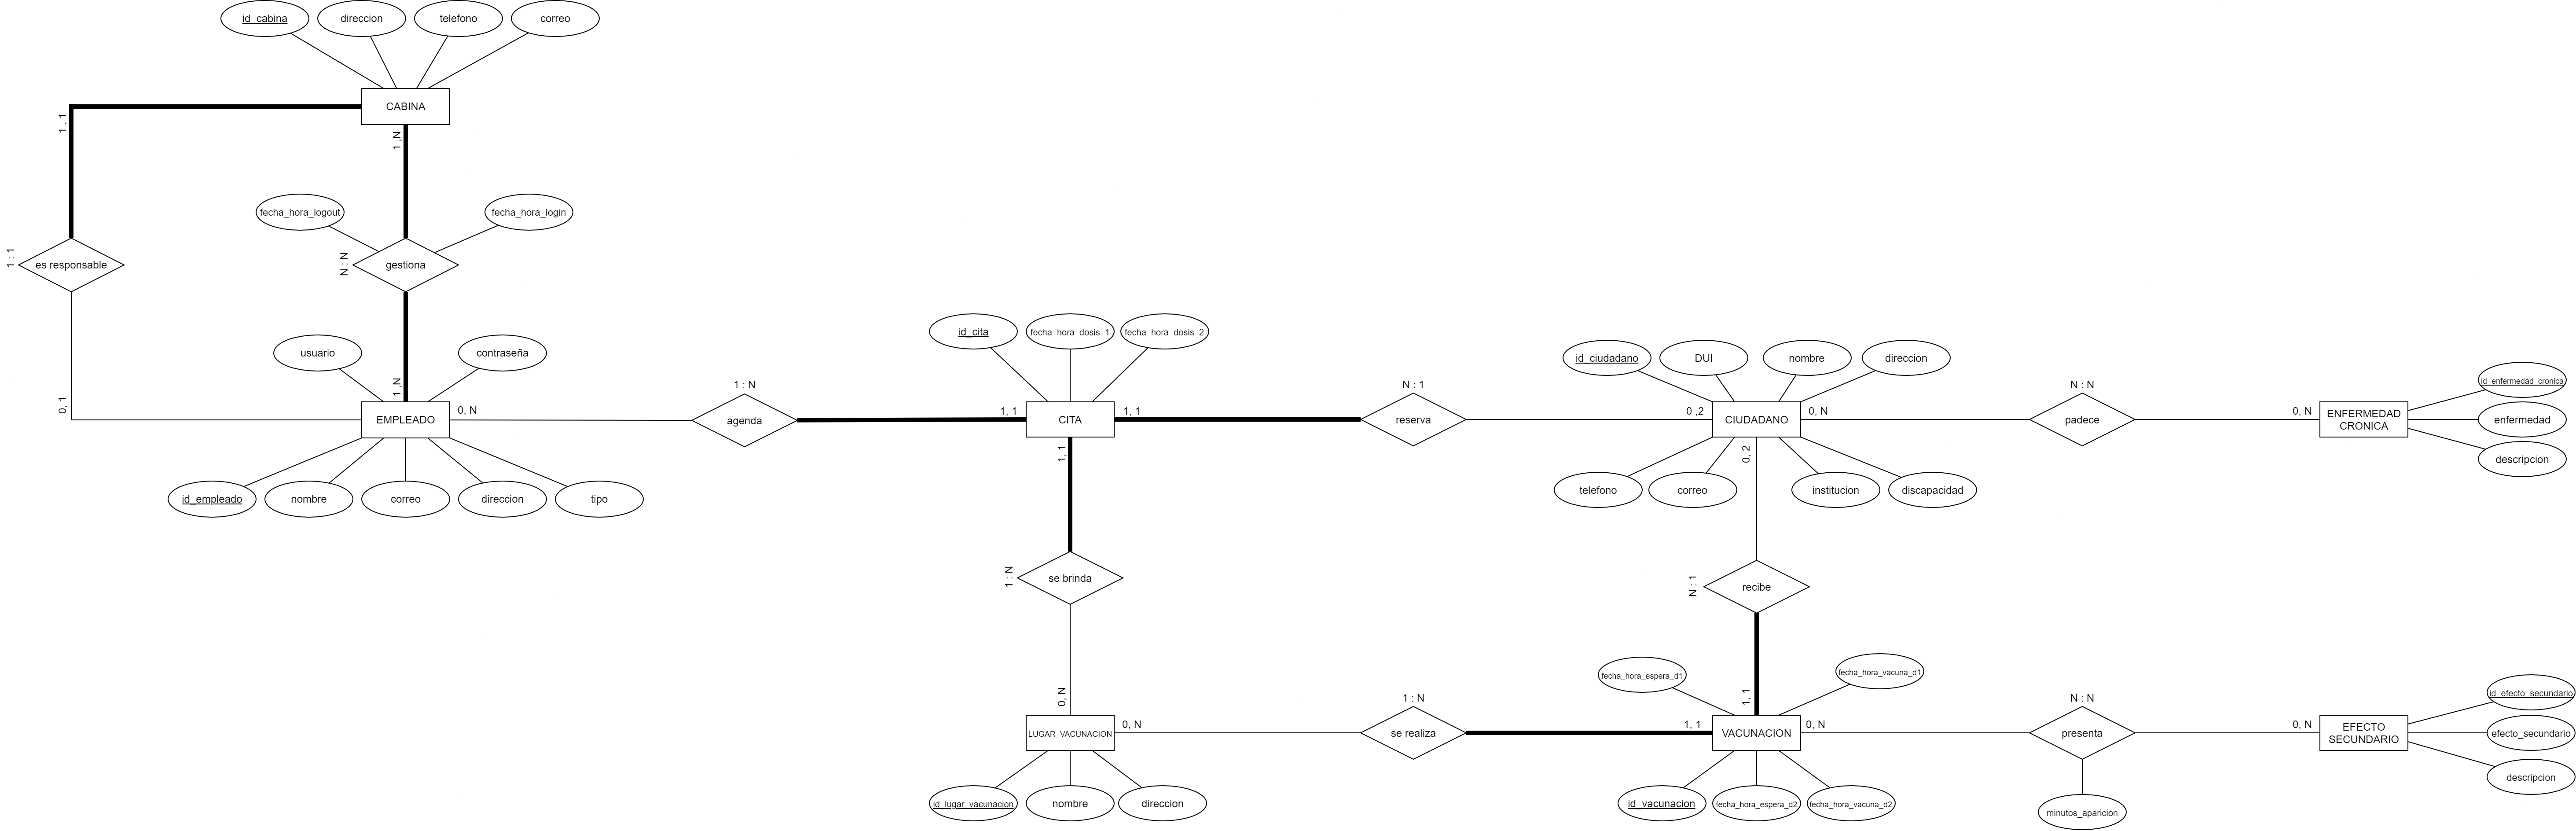 id_cabina
direccion
telefono
correo
CABINA
1, 1
1 ,N
fecha_hora_logout
fecha_hora_login
es responsable
1 : 1
gestiona
N : N
usuario
contraseña
0, 1
1 ,N
EMPLEADO
0, N
id_empleado
nombre
correo
direccion
tipo
1 : N
agenda
1, 1
id_cita
fecha_hora_dosis_1
fecha_hora_dosis_2
CITA
1, 1
1, 1
N : 1
reserva
0 ,2
id_ciudadano
DUI
nombre
direccion
CIUDADANO
0, N
0, 2
telefono
correo
institucion
discapacidad
N : N
padece
0, N
ENFERMEDAD
CRONICA
id_enfermedad_cronica
enfermedad
descripcion
se brinda
1 : N
0, N
LUGAR_VACUNACION
0, N
id_lugar_vacunacion
nombre
direccion
1 : N
se realiza
1, 1
recibe
N : 1
1, 1
fecha_hora_espera_d1
fecha_hora_vacuna_d1
VACUNACION
0, N
id_vacunacion
fecha_hora_espera_d2
fecha_hora_vacuna_d2
N : N
presenta
minutos_aparicion
0, N
EFECTO
SECUNDARIO
id_efecto_secundario
efecto_secundario
descripcion